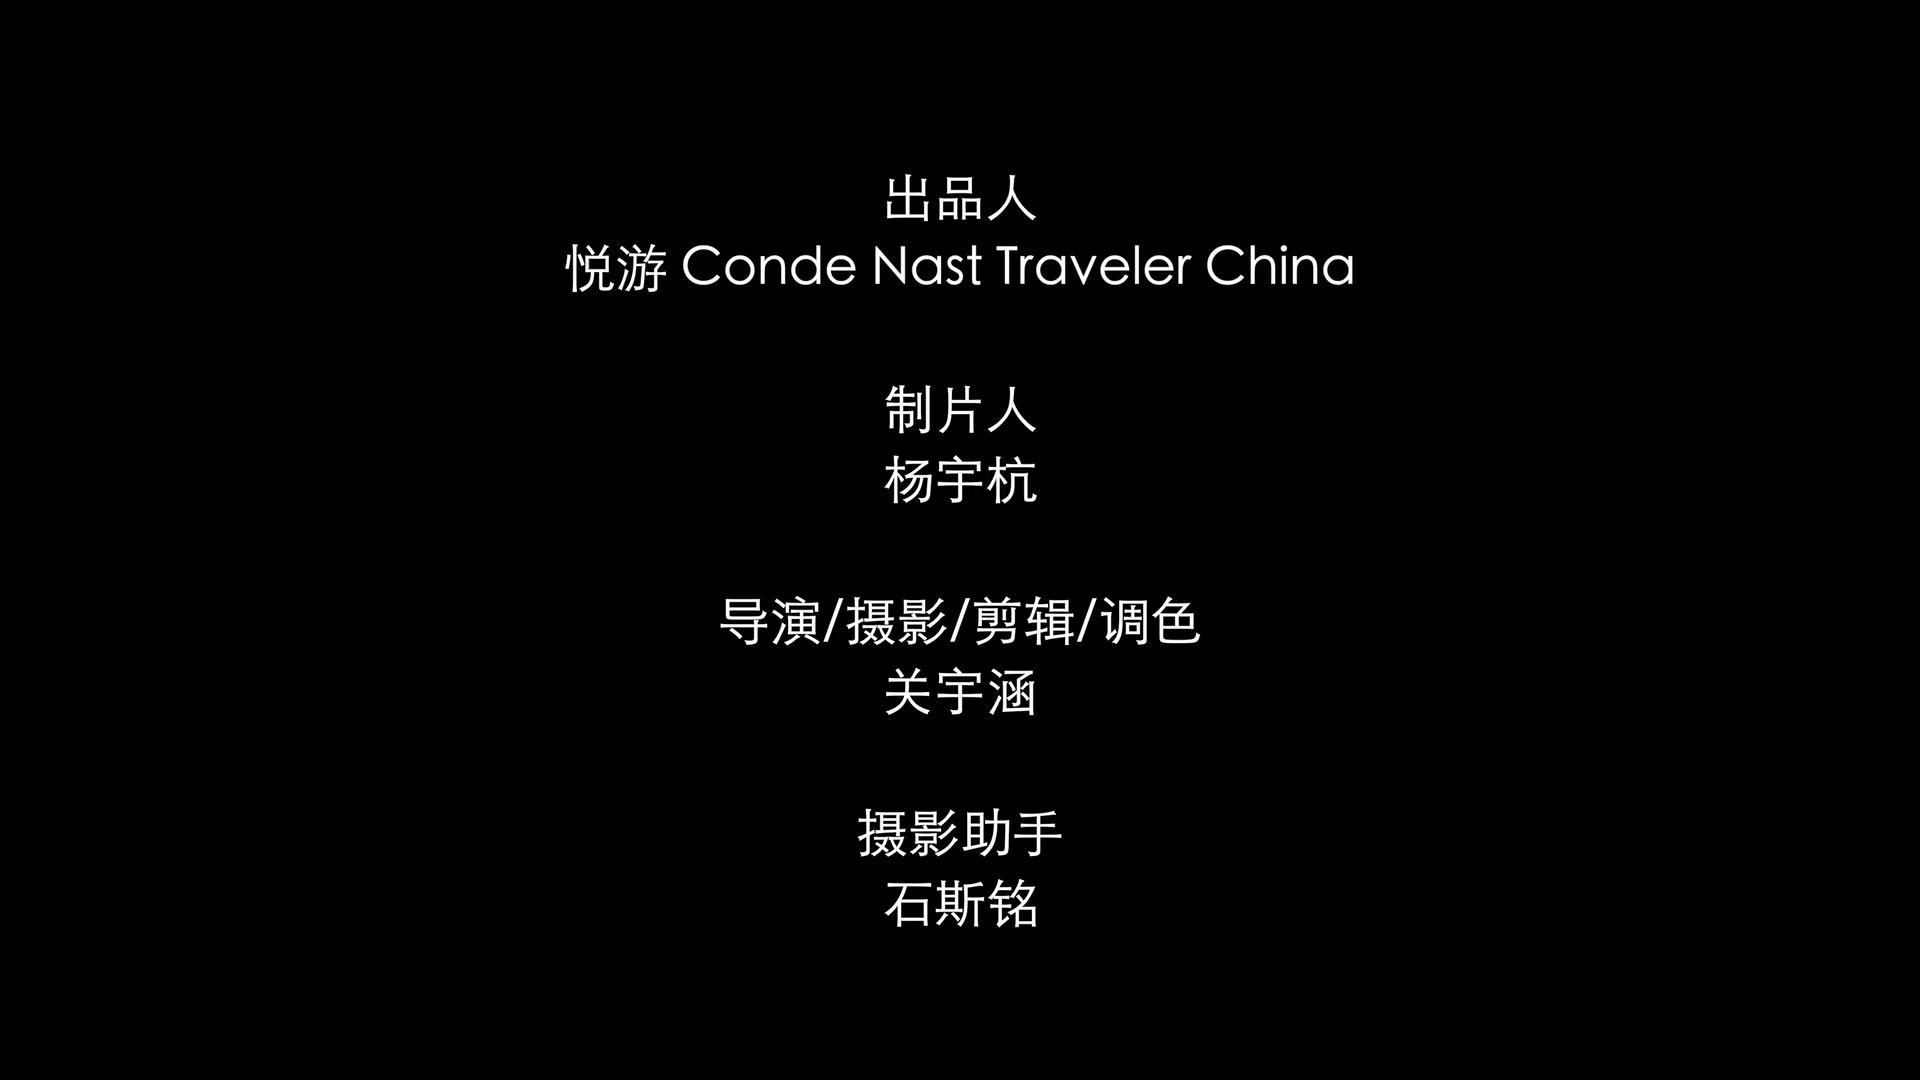 出品人
悦游 Conde Nast Traveler China
制片人
杨宇杭
导演/摄影/剪辑/调色
关宇涵
摄影助手
石斯铭